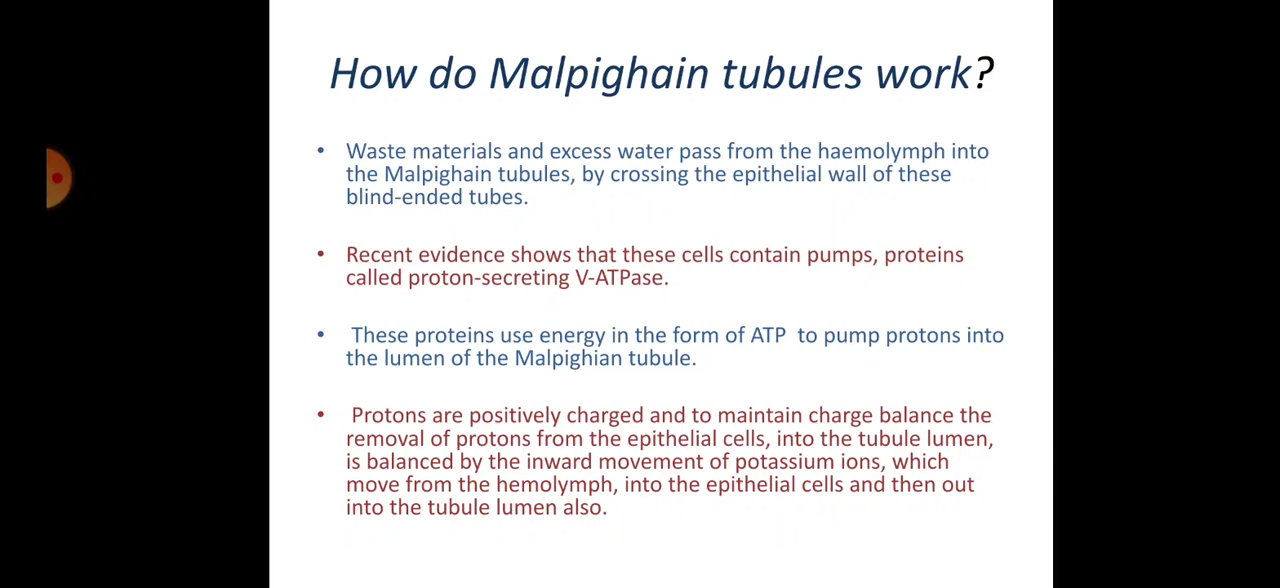 How do Malpighain tubules work?
• Waste materials and excess water pass from the haemolymph into
the Malpighain tubules, by crossing the epithelial wall of these
blind-ended tubes.
• Recent evidence shows that these cells contain pumps, proteins
called proton-secreting V-ATPase.
• These proteins use energy in the form of ATP  to pump protons into
the lumen of the Malpighian tubule.
• Protons are positively charged and to maintain charge balance the
removal of protons from the epithelial cells, into the tubule lumen,
is balanced by the inward movement of potassium ions, which
move from the hemolymph, into the epithelial cells and then out
into the tubule lumen also.